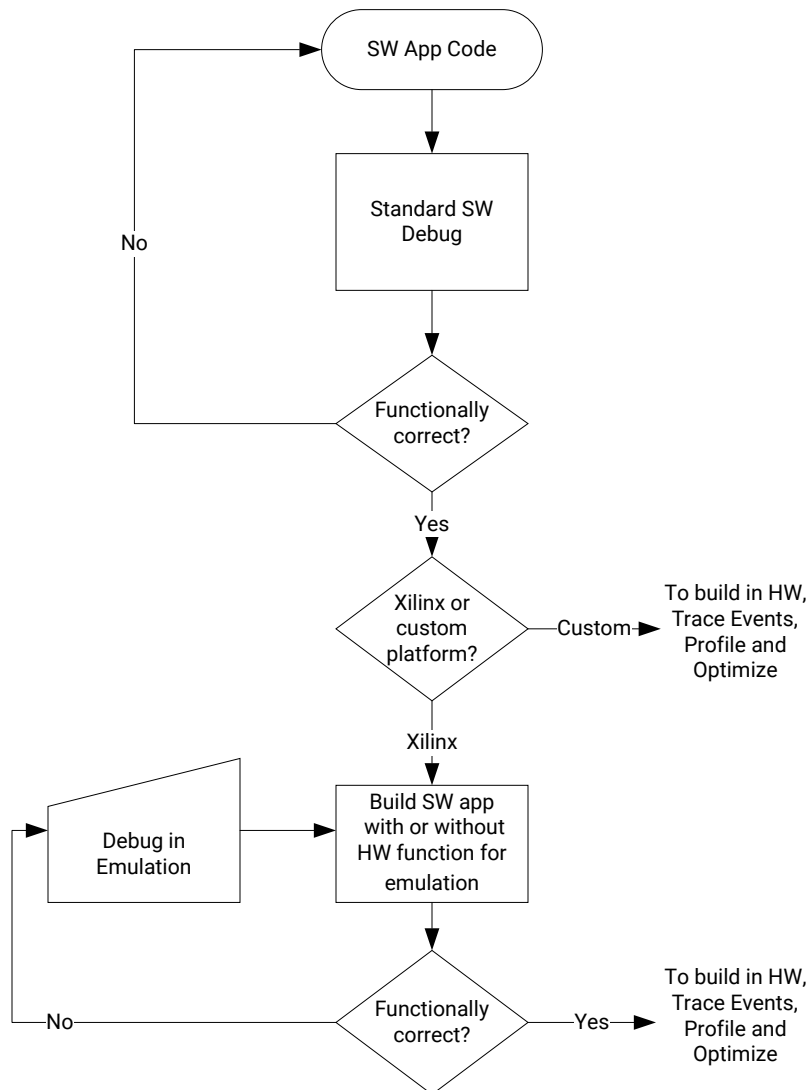 SW App Code
Standard SW
Debug
No
Functionally
correct?
Yes
Xilinx or
custom
platform?
Custom
To build in HW,
Trace Events,
Profile and
Optimize
Xilinx
Debug in
Emulation
Build SW app
with or without
HW function for
emulation
No
Functionally
correct?
Yes
To build in HW,
Trace Events,
Profile and
Optimize